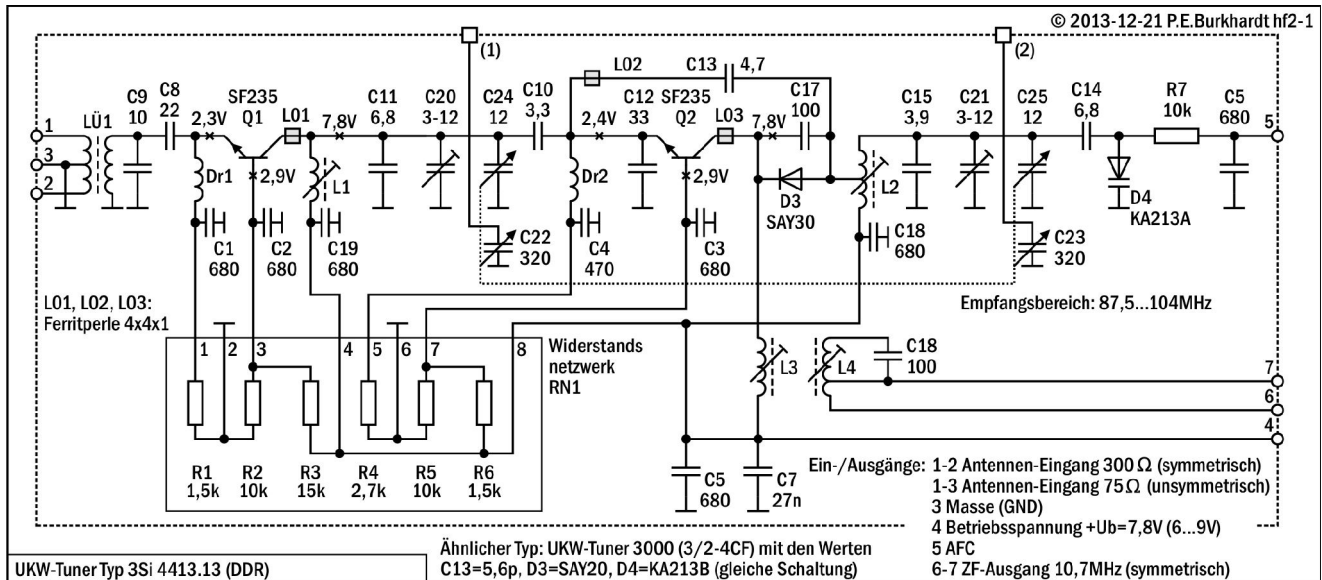 © 2013-12-21 P.E.Burkhardt hf2-1
(1)
(2)
L02
C13 4,7
C8
22
C9
10
LÜ1
2,3V
SF235
Q1
L01
7,8V
C11
6,8
C20
3-12
C24
12
C10
3,3
2,4V
C12
33
SF235
Q2
L03
7,8V
C17
100
C15
3,9
C21
3-12
C25
12
C14
6,8
R7
10k
C5
680
1
3
2
5
Dr1
2,9V
L1
Dr2
2,9V
D3
SAY30
L2
D4
KA213A
C1
680
C2
680
C19
680
C22
320
C4
470
C3
680
C18
680
C23
320
L01, L02, L03:
Ferritperle 4x4x1
Empfangsbereich: 87,5...104MHz
1 2 3 4 5 6 7 8
Widerstands
netzwerk
RN1
L3
L4
C18
100
7
6
4
R1
1,5k
R2
10k
R3
15k
R4
2,7k
R5
10k
R6
1,5k
C5
680
C7
27n
Ein-/Ausgänge: 1-2 Antennen-Eingang 300 Ω (symmetrisch)
1-3 Antennen-Eingang 75 Ω (unsymmetrisch)
3 Masse (GND)
4 Betriebsspannung +Ub=7,8V (6...9V)
5 AFC
6-7 ZF-Ausgang 10,7MHz (symmetrisch)
Ähnlicher Typ: UKW-Tuner 3000 (3/2-4CF) mit den Werten
C13=5,6p, D3=SAY20, D4=KA213B (gleiche Schaltung)
UKW-Tuner Typ 3Si 4413.13 (DDR)